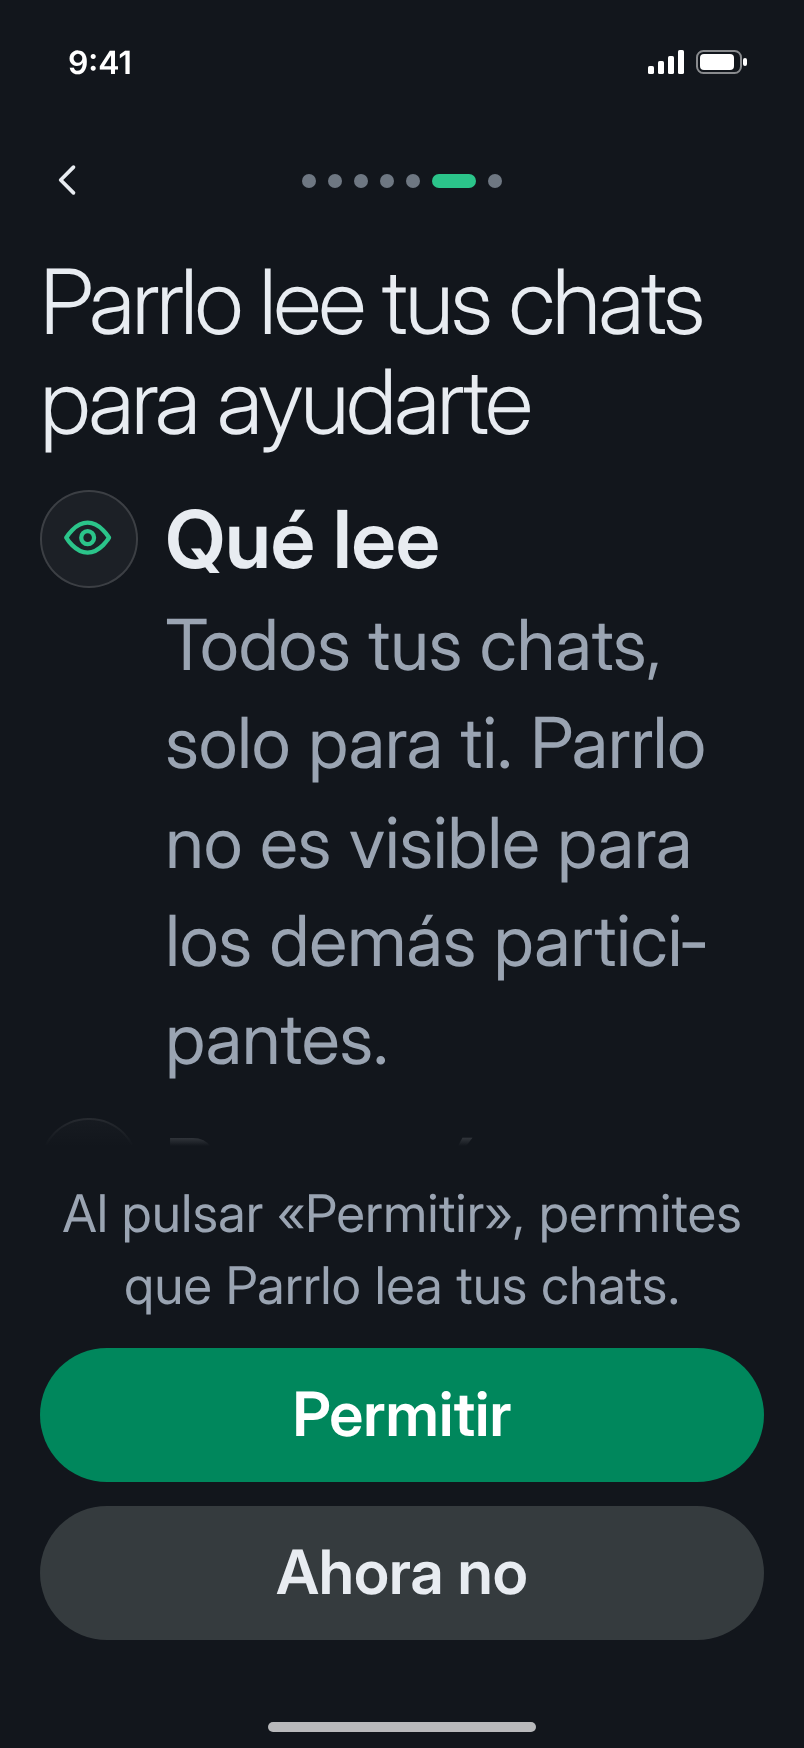 9:41
Parrlo lee tus chats
para ayudarte
Qué lee
Todos tus chats,
solo para ti. Parrlo
no es visible para
los demás partici-
pantes.
Al pulsar «Permitir», permites
que Parrlo lea tus chats.
Permitir
Ahora no